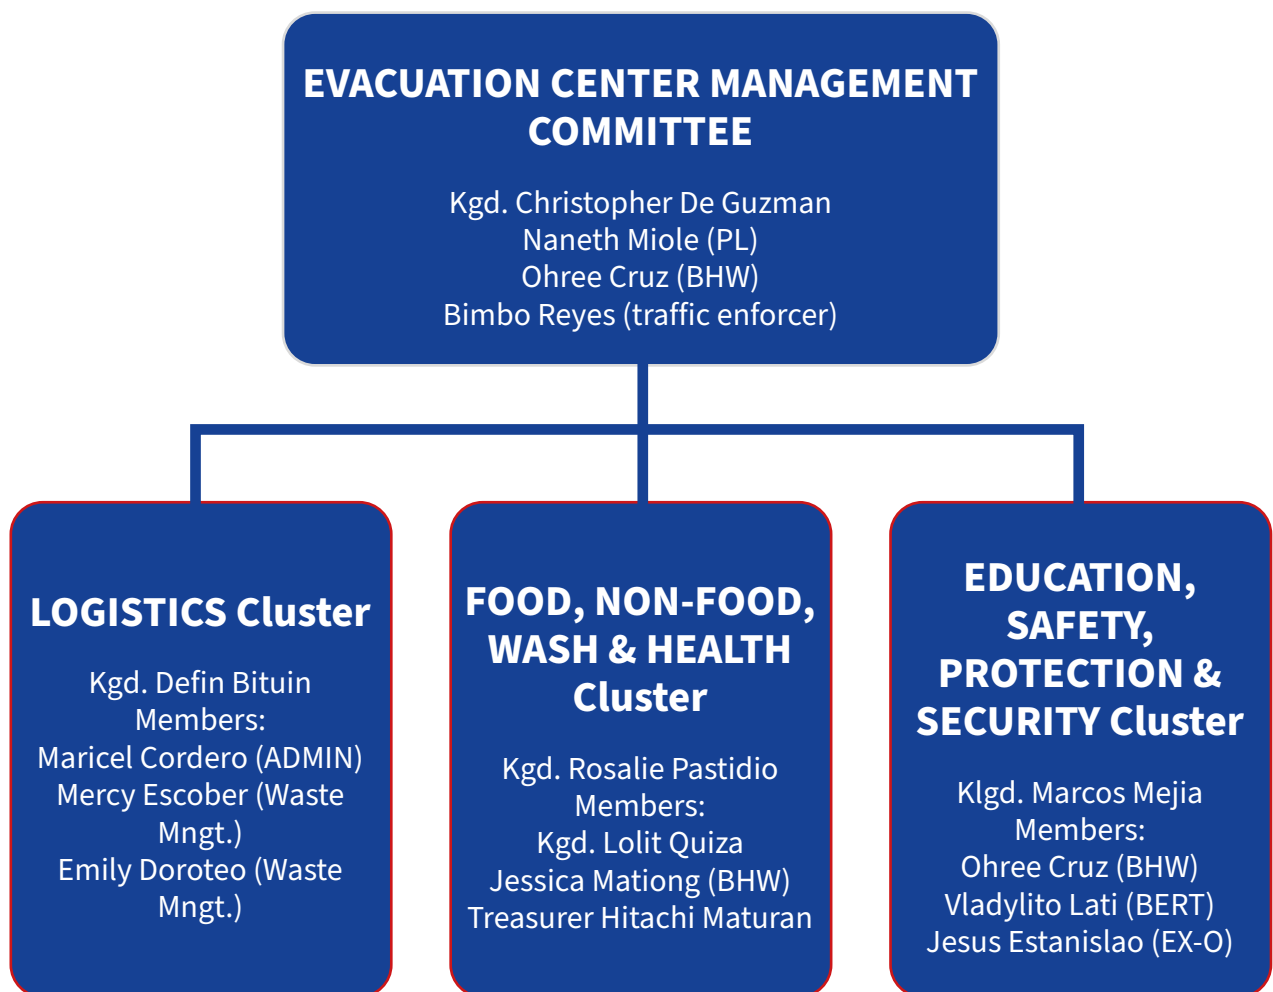 EVACUATION CENTER MANAGEMENT
COMMITTEE
Kgd. Christopher De Guzman
Naneth Miole (PL)
Ohree Cruz (BHW)
Bimbo Reyes (traffic enforcer)
LOGISTICS Cluster
Kgd. Defin Bituin
Members:
Maricel Cordero (ADMIN)
Mercy Escober (Waste
Mngt.)
Emily Doroteo (Waste
Mngt.)
FOOD, NON-FOOD,
WASH & HEALTH
Cluster
Kgd. Rosalie Pastidio
Members:
Kgd. Lolit Quiza
Jessica Mationg (BHW)
Treasurer Hitachi Maturan
EDUCATION,
SAFETY,
PROTECTION &
SECURITY Cluster
Klgd. Marcos Mejia
Members:
Ohree Cruz (BHW)
Vladylito Lati (BERT)
Jesus Estanislao (EX-O)